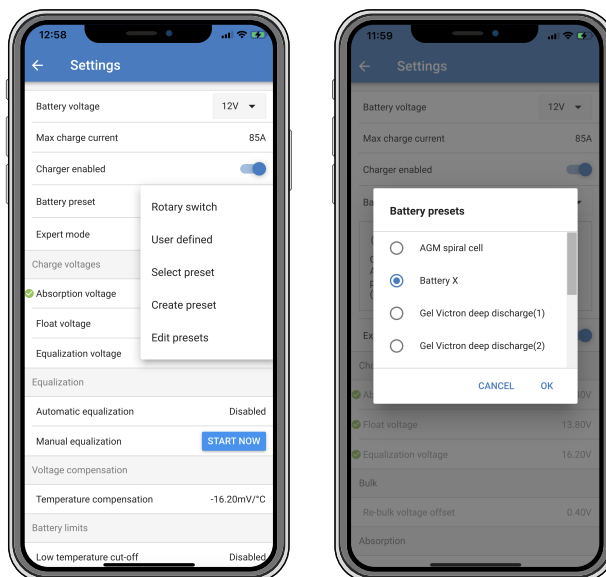 12:58
Settings
Battery voltage 12V
Max charge current 85A
Charger enabled
Battery preset
Expert mode
Rotary switch
User defined
Select preset
Create preset
Edit presets
Charge voltages
Absorption voltage
Float voltage
Equalization voltage
Equalization
Automatic equalization Disabled
Manual equalization START NOW
Voltage compensation
Temperature compensation -16.20mV/°C
Battery limits
Low temperature cut-off Disabled
11:59
Settings
Battery voltage 12V
Max charge current 85A
Charger enabled
Ba
Battery presets
AGM spiral cell
Battery X
Gel Victron deep discharge(1)
Gel Victron deep discharge(2)
CANCEL OK
Ex
Float voltage 13.80V
Equalization voltage 16.20V
Bulk
Re-bulk voltage offset 0.40V
Absorption